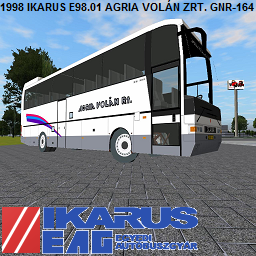 1998 IKARUS E98.01 AGRIA VOLÁN ZRT. GNR-164
AGRIA VOLÁN RT.
IKARUS
EAG EGYEDI
AUTÓBUSZGYÁR